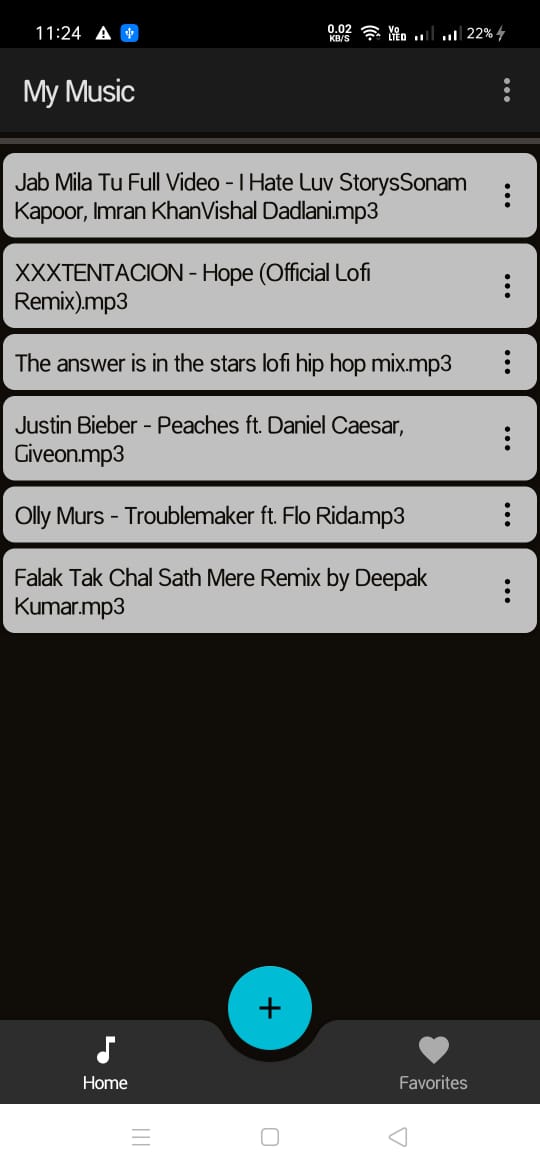 11:24
0.02
KB/S
Vo
LTE
22%
My Music
Jab Mila Tu Full Video - I Hate Luv StorysSonam
Kapoor, Imran KhanVishal Dadlani.mp3
XXXTENTACION - Hope (Official Lofi
Remix).mp3
The answer is in the stars lofi hip hop mix.mp3
Justin Bieber - Peaches ft. Daniel Caesar,
Giveon.mp3
Olly Murs - Troublemaker ft. Flo Rida.mp3
Falak Tak Chal Sath Mere Remix by Deepak
Kumar.mp3
Home
Favorites